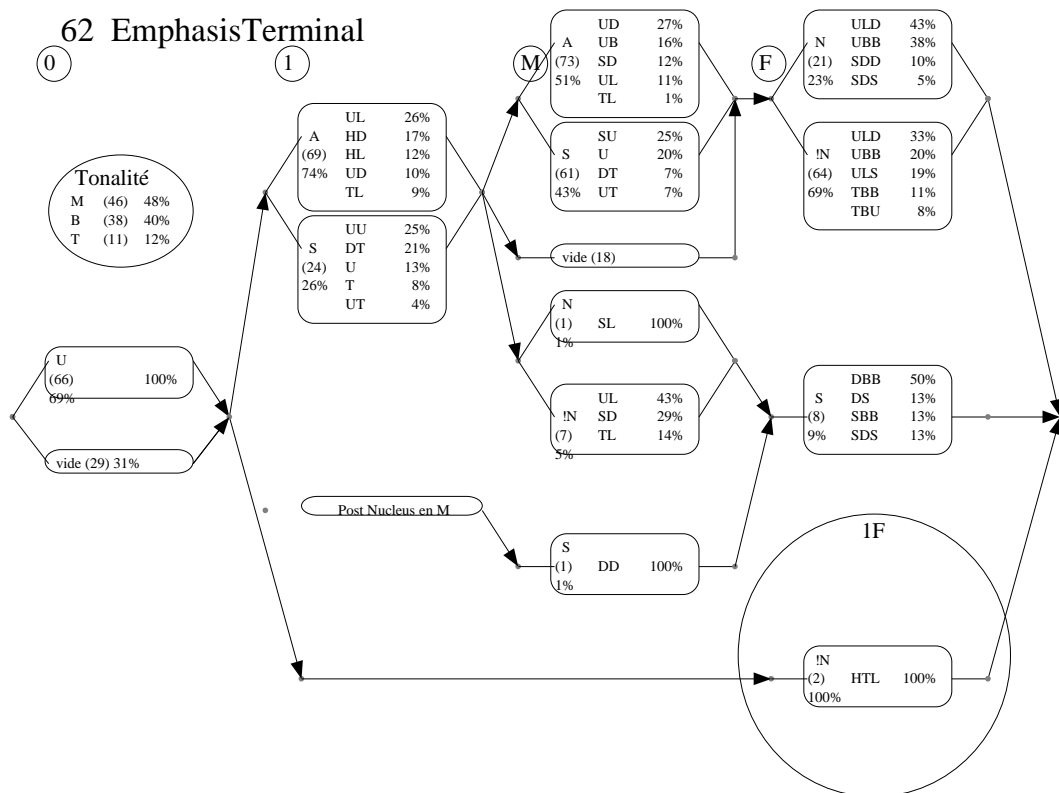 62 EmphasisTerminal
0
1
M
F
Tonalité
M (46) 48%
B (38) 40%
T (11) 12%
U
(66) 100%
69%
vide (29) 31%
UL 26%
A HD 17%
(69) HL 12%
74% UD 10%
TL 9%
UU 25%
S DT 21%
(24) U 13%
26% T 8%
UT 4%
Post Nucleus en M
UD 27%
A UB 16%
(73) SD 12%
51% UL 11%
TL 1%
SU 25%
S U 20%
(61) DT 7%
43% UT 7%
vide (18)
N
(1) SL 100%
1%
UL 43%
!N SD 29%
(7) TL 14%
5%
S
(1) DD 100%
1%
ULD 43%
N UBB 38%
(21) SDD 10%
23% SDS 5%
ULD 33%
!N UBB 20%
(64) ULS 19%
69% TBB 11%
TBU 8%
DBB 50%
S DS 13%
(8) SBB 13%
9% SDS 13%
1F
!N
(2) HTL 100%
100%